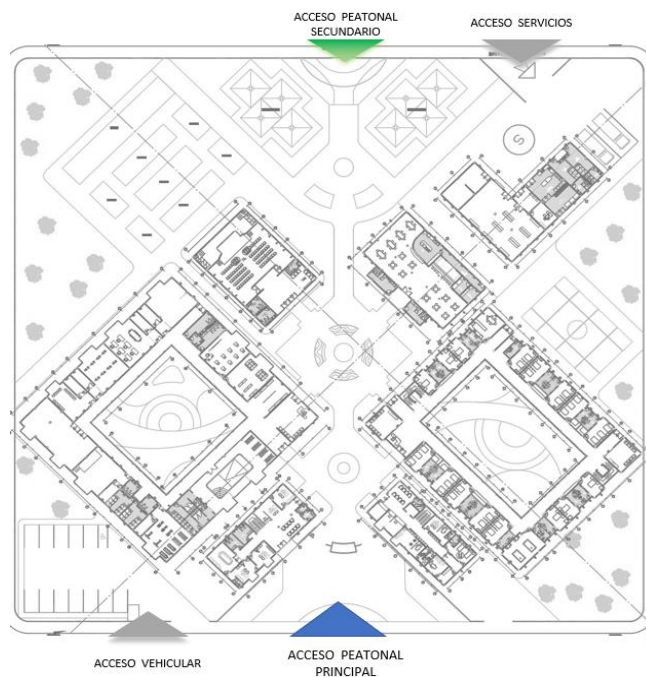 ACCESO PEATONAL
SECUNDARIO
ACCESO SERVICIOS
S
ACCESO VEHICULAR
ACCESO PEATONAL
PRINCIPAL